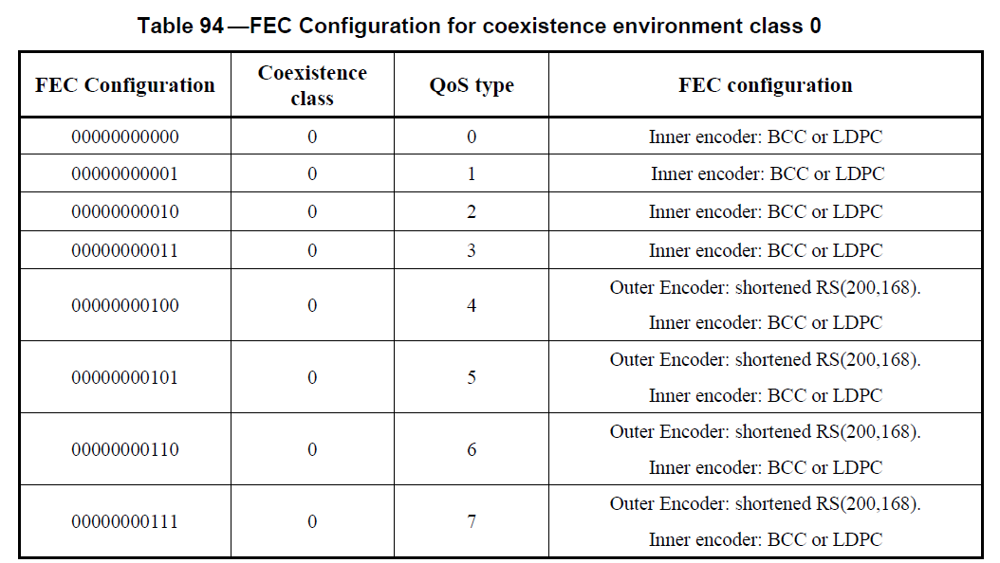 Table 94 —FEC Configuration for coexistence environment class 0
FEC Configuration Coexistence class QoS type FEC configuration
00000000000 0 0 Inner encoder: BCC or LDPC
00000000001 0 1 Inner encoder: BCC or LDPC
00000000010 0 2 Inner encoder: BCC or LDPC
00000000011 0 3 Inner encoder: BCC or LDPC
00000000100 0 4 Outer Encoder: shortened RS(200,168).
Inner encoder: BCC or LDPC
00000000101 0 5 Outer Encoder: shortened RS(200,168).
Inner encoder: BCC or LDPC
00000000110 0 6 Outer Encoder: shortened RS(200,168).
Inner encoder: BCC or LDPC
00000000111 0 7 Outer Encoder: shortened RS(200,168).
Inner encoder: BCC or LDPC